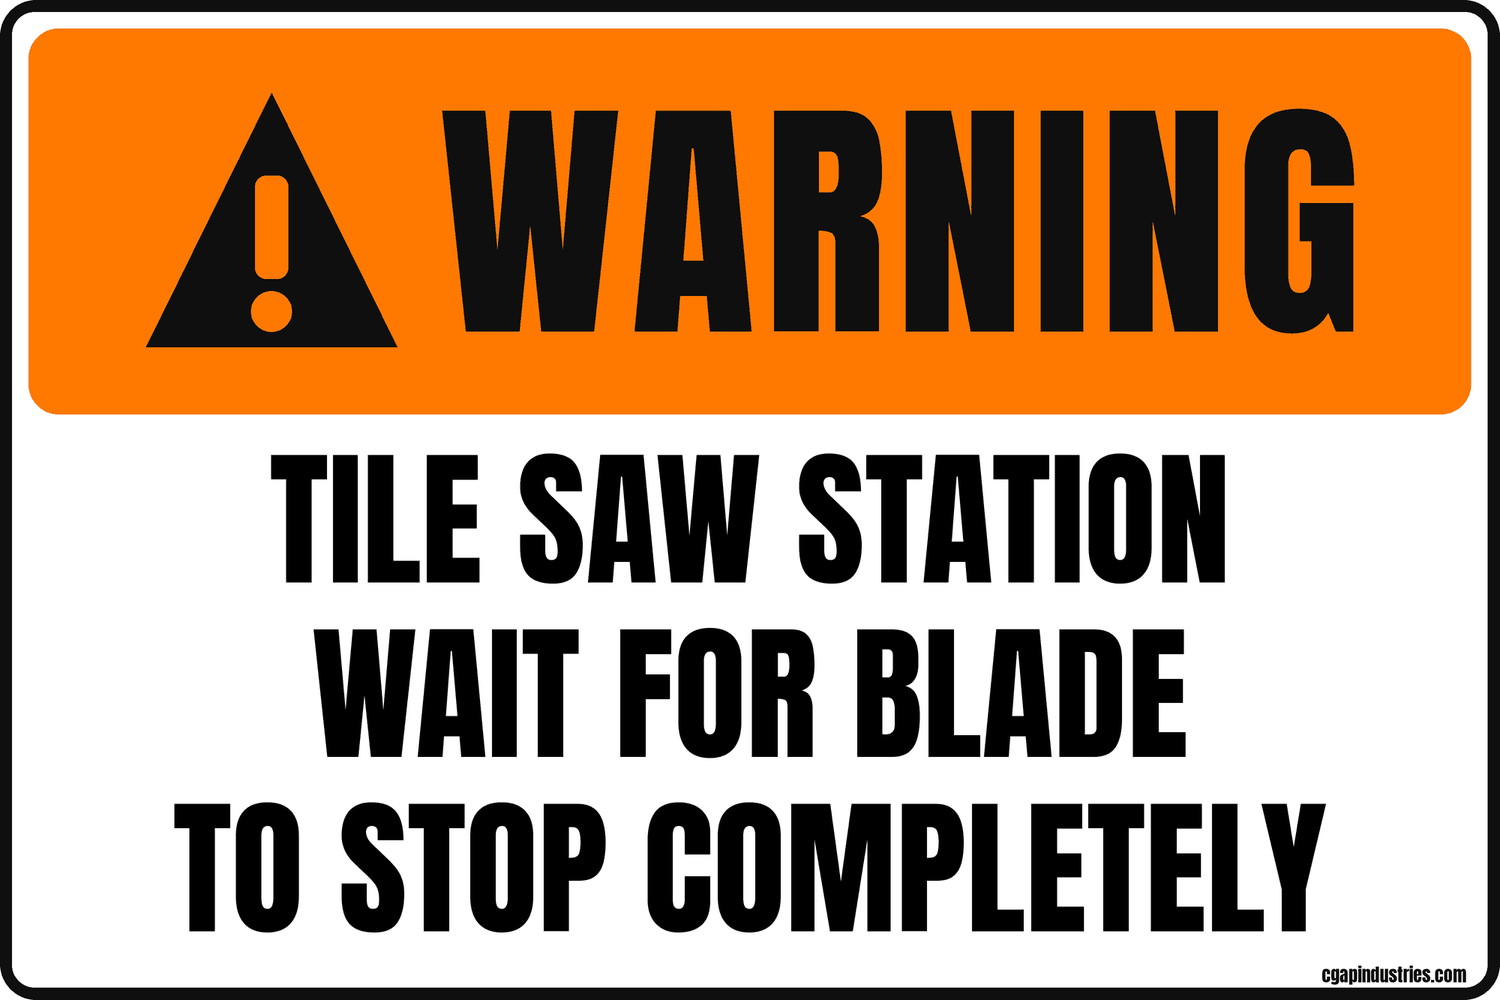 WARNING
TILE SAW STATION
WAIT FOR BLADE
TO STOP COMPLETELY
cgapindustries.com